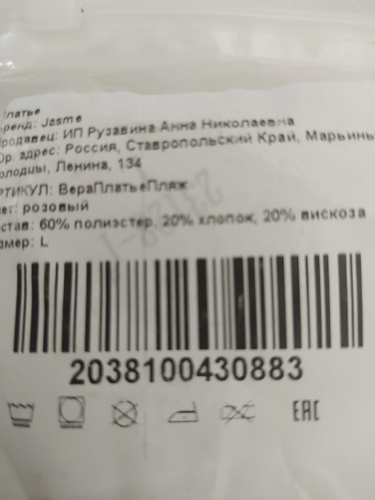 платье
бренд: Jasme
Продавец: ИП Рузавина Анна Николаевна
Юр. адрес: Россия, Ставропольский Край, Марьины
Колодцы, Ленина, 134
АРТИКУЛ: ВераПлатьеПляж
Цвет: розовый
Состав: 60% полиэстер, 20% хлопок, 20% вискоза
Размер: L
2038100430883
EAC